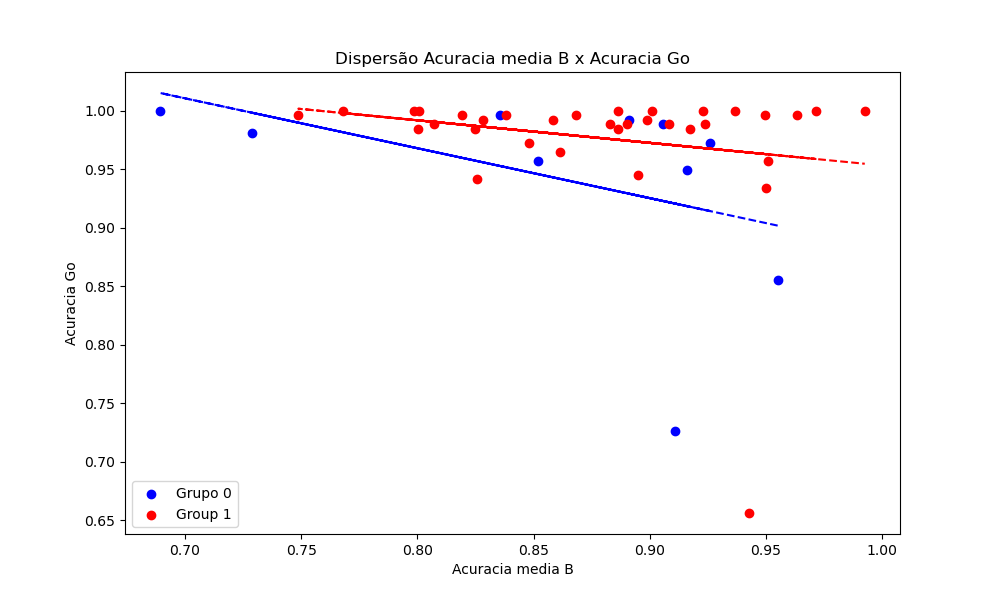 Dispersão Acuracia media B x Acuracia Go
1.00
0.95
0.90
0.85
0.80
0.75
0.70
0.65
Acuracia Go
Grupo 0
Group 1
0.70 0.75 0.80 0.85 0.90 0.95 1.00
Acuracia media B